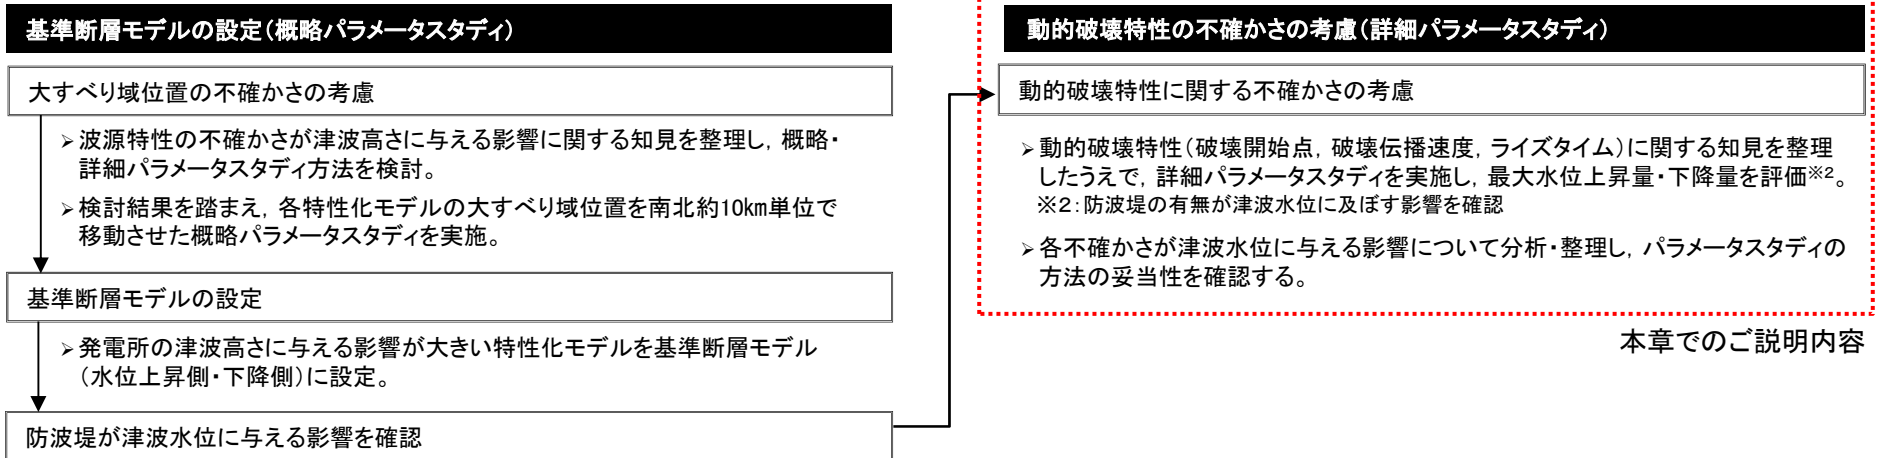 基準断層モデルの設定(概略パラメータスタディ)
大すべり域位置の不確かさの考慮
➢波源特性の不確かさが津波高さに与える影響に関する知見を整理し,概略・
詳細パラメータスタディ方法を検討。
➢検討結果を踏まえ,各特性化モデルの大すべり域位置を南北約10km単位で
移動させた概略パラメータスタディを実施。
基準断層モデルの設定
➢発電所の津波高さに与える影響が大きい特性化モデルを基準断層モデル
(水位上昇側・下降側)に設定。
防波堤が津波水位に与える影響を確認
動的破壊特性の不確かさの考慮(詳細パラメータスタディ)
動的破壊特性に関する不確かさの考慮
➢動的破壊特性(破壊開始点,破壊伝播速度,ライズタイム)に関する知見を整理
したうえで,詳細パラメータスタディを実施し,最大水位上昇量・下降量を評価※2。
※2:防波堤の有無が津波水位に及ぼす影響を確認
➢各不確かさが津波水位に与える影響について分析・整理し,パラメータスタディの
方法の妥当性を確認する。
本章でのご説明内容